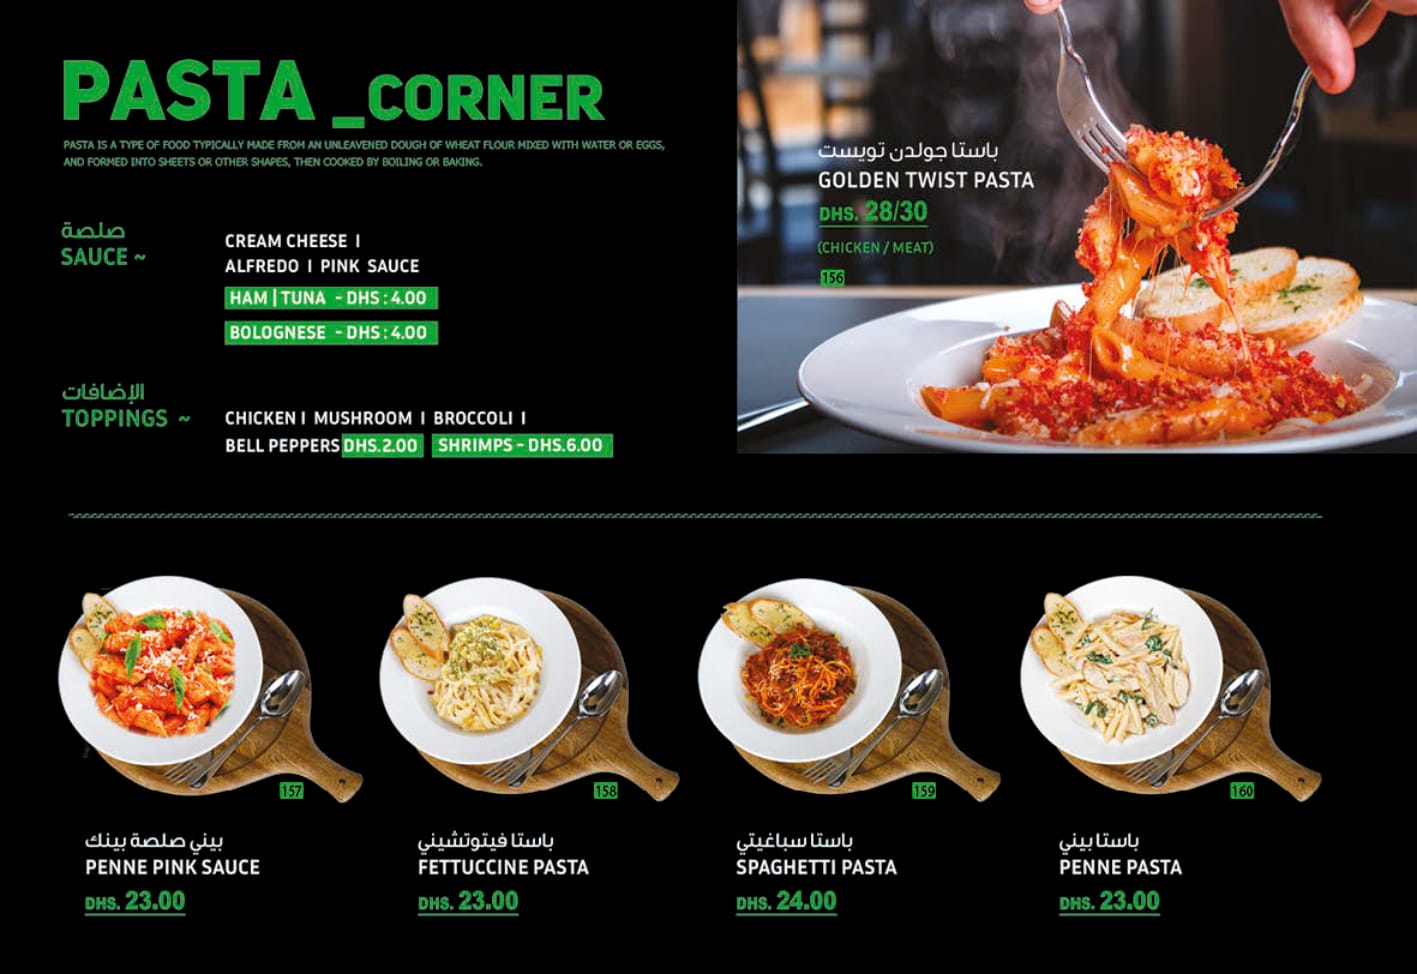 PASTA _CORNER
PASTA IS A TYPE OF FOOD TYPICALLY MADE FROM AN UNLEAVENED DOUGH OF WHEAT FLOUR MIXED WITH WATER OR EGGS,
AND FORMED INTO SHEETS OR OTHER SHAPES, THEN COOKED BY BOILING OR BAKING.
صلصة
SAUCE ~
CREAM CHEESE I
ALFREDO I PINK SAUCE
HAM | TUNA - DHS : 4.00
BOLOGNESE - DHS : 4.00
الإضافات
TOPPINGS ~
CHICKEN I MUSHROOM I BROCCOLI I
BELL PEPPERS DHS.2.00 SHRIMPS - DHS.6.00
باستا جولدن تويست
GOLDEN TWIST PASTA
DHS. 28/30
(CHICKEN / MEAT)
156
157
بيني صلصة بينك
PENNE PINK SAUCE
DHS. 23.00
158
باستا فيتوتشيني
FETTUCCINE PASTA
DHS. 23.00
159
باستا سباغيتي
SPAGHETTI PASTA
DHS. 24.00
160
باستا بيني
PENNE PASTA
DHS. 23.00